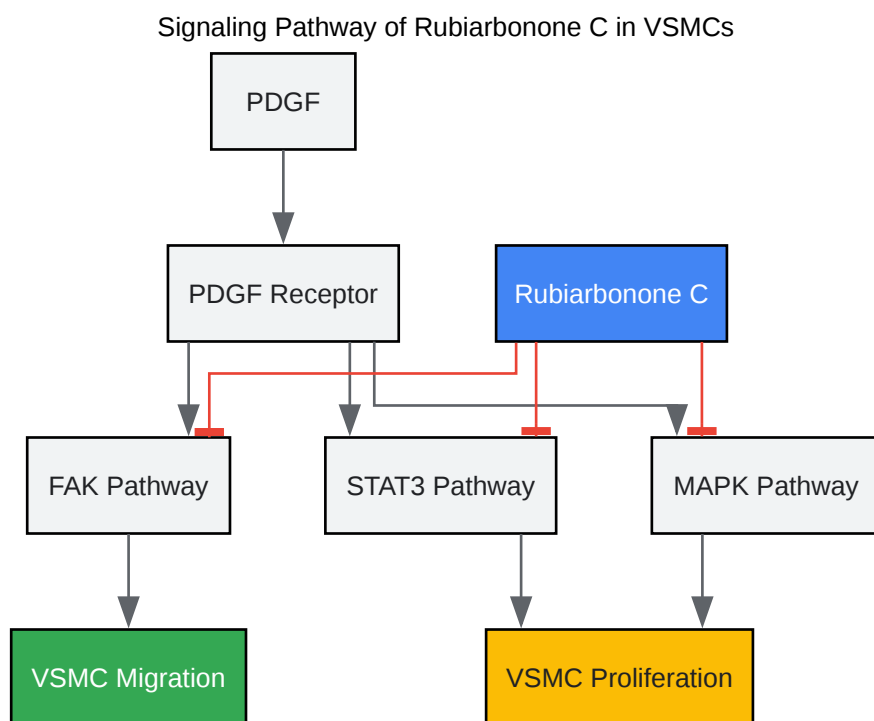 Signaling Pathway of Rubiarbonone C in VSMCs
PDGF
PDGF Receptor
Rubiarbonone C
FAK Pathway
STAT3 Pathway
MAPK Pathway
VSMC Migration
VSMC Proliferation